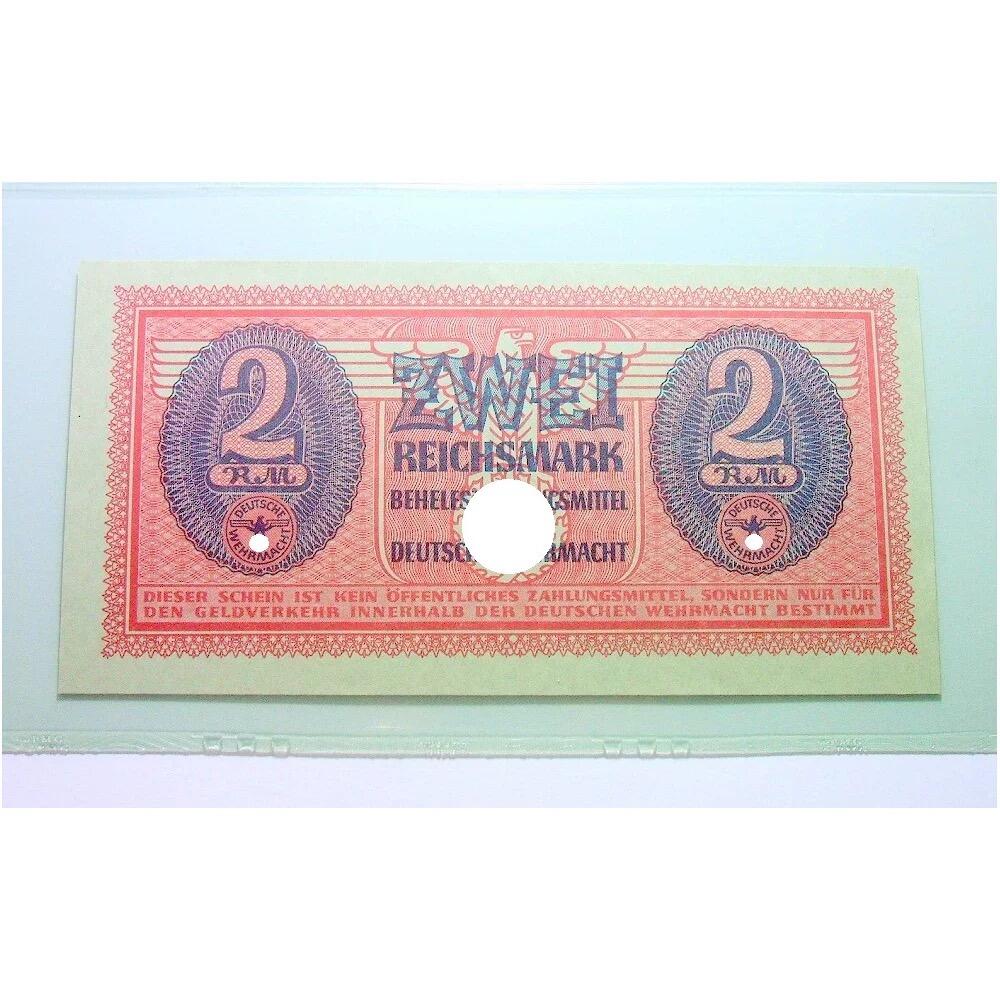 2
RM
DEUTSCHE
WEHRMACHT
ZWEI
REICHSMARK
2
RM
DEUTSCHE
WEHRMACHT
DIESER SCHEIN IST KEIN ÖFFENTLICHES ZAHLUNGSMITTEL, SONDERN NUR FÜR
DEN GELDVERKEHR INNERHALB DER DEUTSCHEN WEHRMACHT BESTIMMT